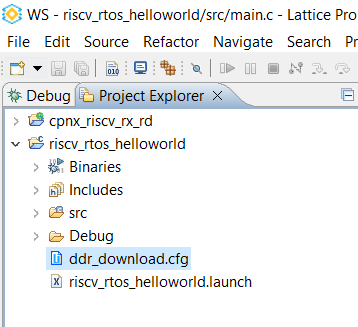 WS - riscv_rtos_helloworld/src/main.c - Lattice Pro
File Edit Source Refactor Navigate Search Pr
Debug Project Explorer
cpnx_riscv_rx_rd
riscv_rtos_helloworld
Binaries
Includes
src
Debug
ddr_download.cfg
riscv_rtos_helloworld.launch